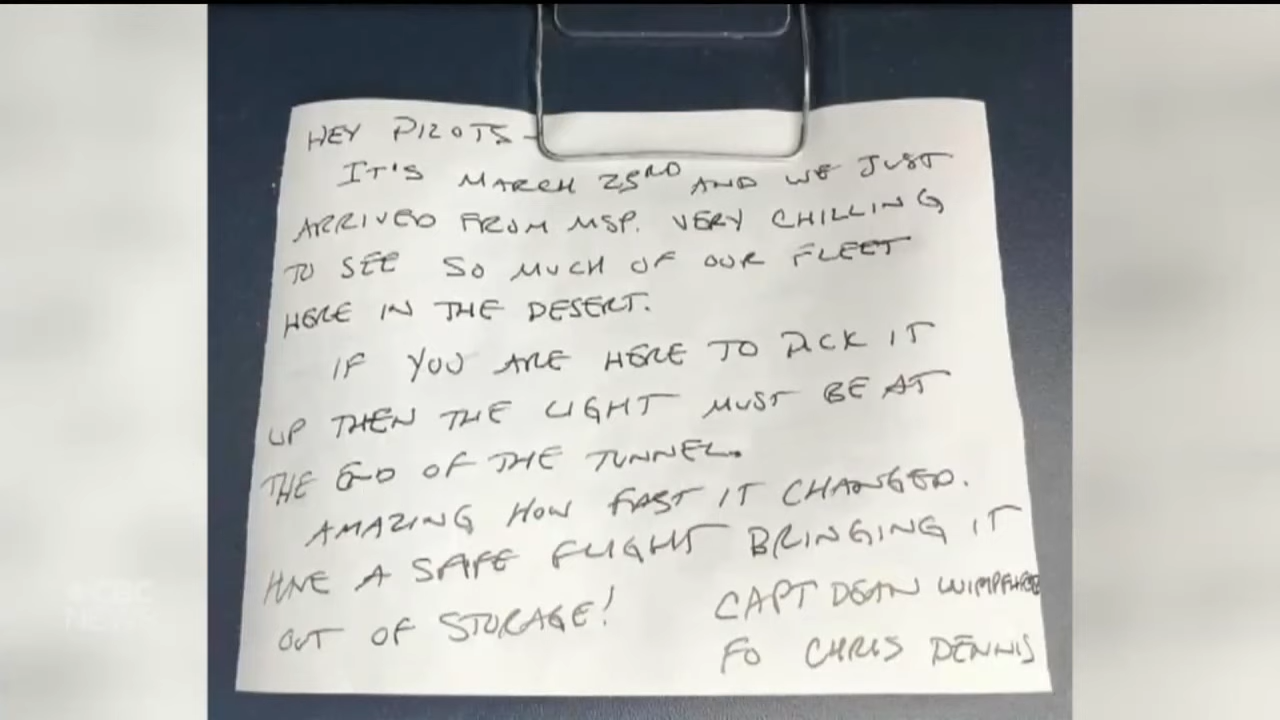 HEY PILOTS -
IT'S MARCH 23RD AND WE JUST
ARRIVED FROM MSP. VERY CHILLING
TO SEE SO MUCH OF OUR FLEET
HERE IN THE DESERT.
IF YOU ARE HERE TO PICK IT
UP THEN THE LIGHT MUST BE AT
THE END OF THE TUNNEL.
AMAZING HOW FAST IT CHANGED.
HAVE A SAFE FLIGHT BRINGING IT
OUT OF STORAGE!
CAPT DEAN
FO CHRIS DENNIS
CBC
NEWS